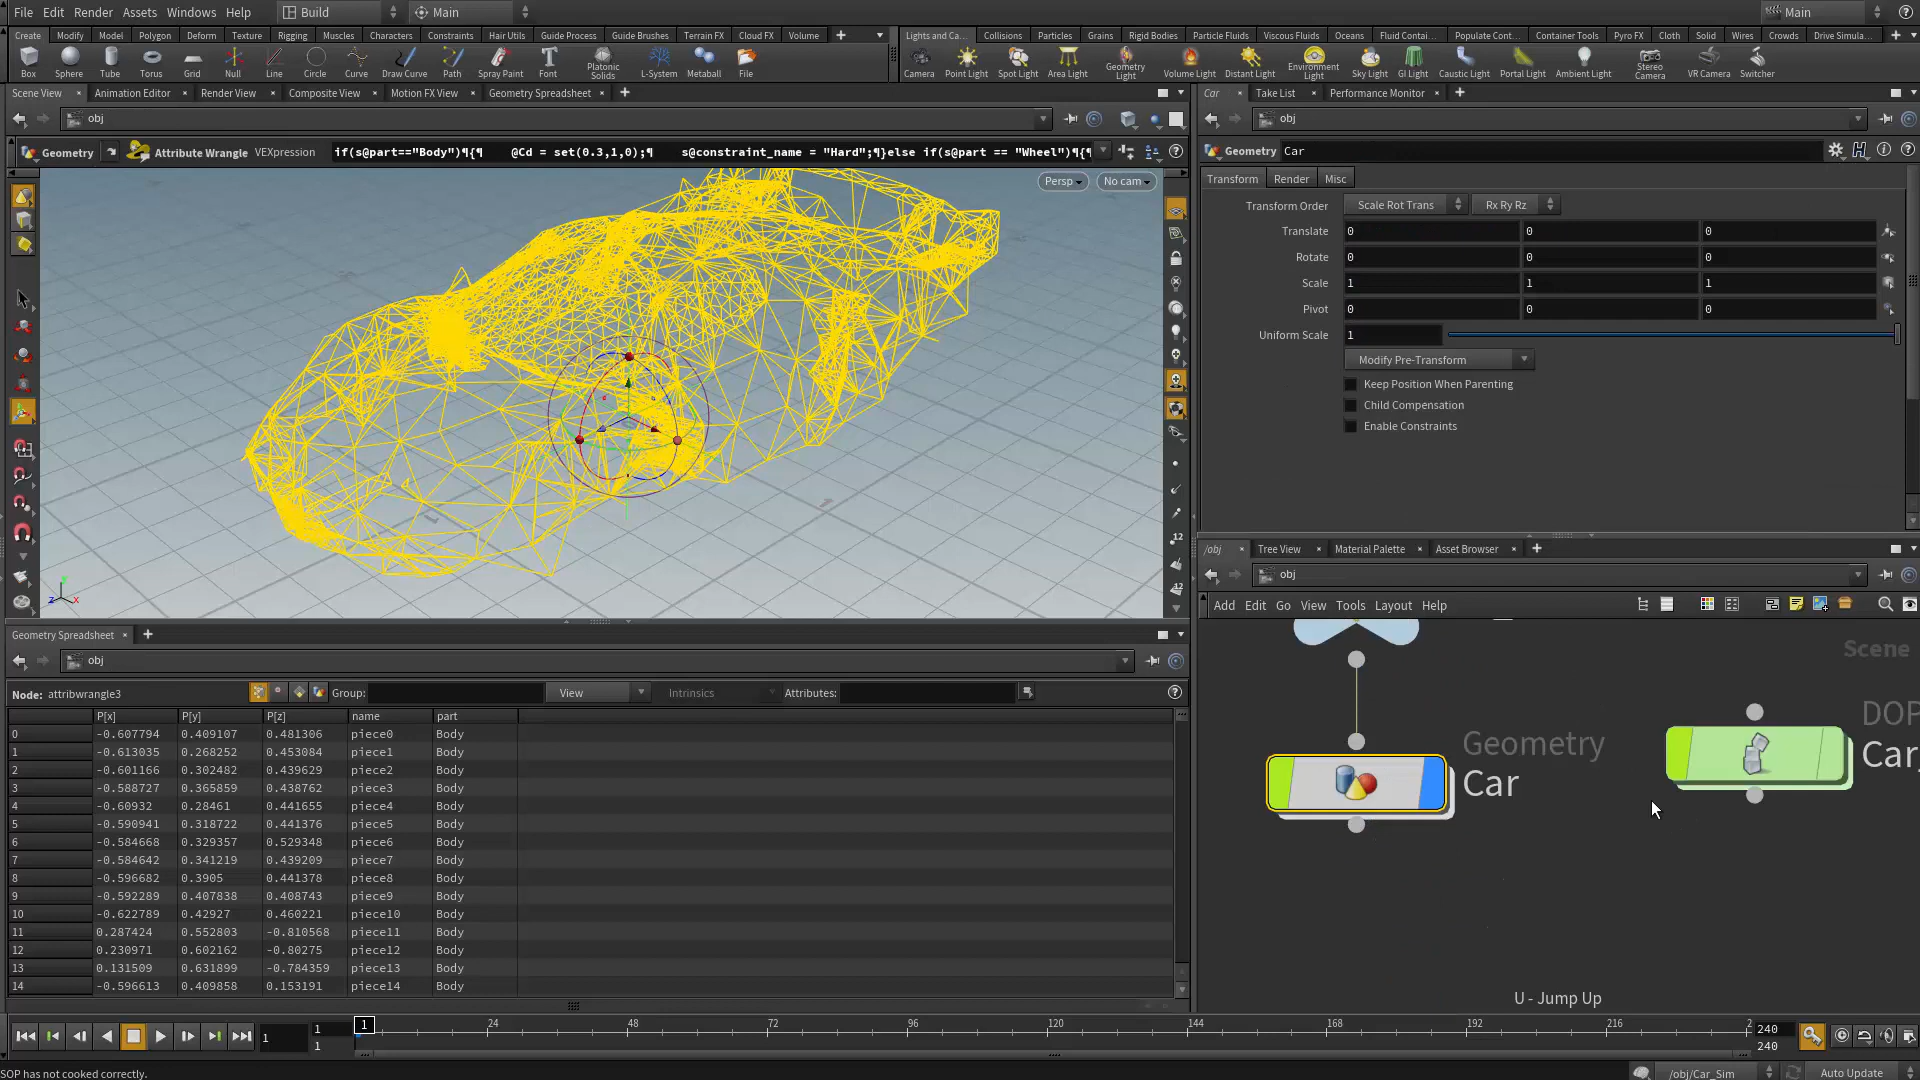 File Edit Render Assets Windows Help Build Main Main
Create Modify Model Polygon Deform Texture Rigging Muscles Characters Constraints Hair Utils Guide Process Guide Brushes Terrain FX Cloud FX Volume
Lights and Ca... Collisions Particles Grains Rigid Bodies Particle Fluids Viscous Fluids Oceans Fluid Contai... Populate Cont... Container Tools Pyro FX Cloth Solid Wires Crowds Drive Simula...
Box Sphere Tube Torus Grid Null Line Circle Curve Draw Curve Path Spray Paint Font Platonic Solids L-System Metaball File
Camera Point Light Spot Light Area Light Geometry Light Volume Light Distant Light Environment Light Sky Light GI Light Caustic Light Portal Light Ambient Light Stereo Camera VR Camera Switcher
Scene View Animation Editor Render View Composite View Motion FX View Geometry Spreadsheet
Car Take List Performance Monitor
obj
obj
Geometry Attribute Wrangle VEXpression if(s@part=="Body")¶{¶ @Cd = set(0.3,1,0);¶ s@constraint_name = "Hard";¶}else if(s@part == "Wheel")¶{¶
Geometry Car
Persp No cam
Transform Render Misc
Transform Order Scale Rot Trans Rx Ry Rz
Translate 0 0 0
Rotate 0 0 0
Scale 1 1 1
Pivot 0 0 0
Uniform Scale 1
Modify Pre-Transform
Keep Position When Parenting
Child Compensation
Enable Constraints
12
12
y
z x
/obj Tree View Material Palette Asset Browser
obj
Add Edit Go View Tools Layout Help
Scene
DOP
Geometry
Car
Car_
U - Jump Up
Geometry Spreadsheet
obj
Node: attribwrangle3 Group: View Intrinsics Attributes:
P[x] P[y] P[z] name part
0 -0.607794 0.409107 0.481306 piece0 Body
1 -0.613035 0.268252 0.453084 piece1 Body
2 -0.601166 0.302482 0.439629 piece2 Body
3 -0.588727 0.365859 0.438762 piece3 Body
4 -0.60932 0.28461 0.441655 piece4 Body
5 -0.590941 0.318722 0.441376 piece5 Body
6 -0.584668 0.329357 0.529348 piece6 Body
7 -0.584642 0.341219 0.439209 piece7 Body
8 -0.596682 0.3905 0.441378 piece8 Body
9 -0.592289 0.407838 0.408743 piece9 Body
10 -0.622789 0.42927 0.460221 piece10 Body
11 0.287424 0.552803 -0.810568 piece11 Body
12 0.230971 0.602162 -0.80275 piece12 Body
13 0.131509 0.631899 -0.784359 piece13 Body
14 -0.596613 0.409858 0.153191 piece14 Body
1 1 1 1 24 48 72 96 120 144 168 192 216 2 240
240
SOP has not cooked correctly.
/obj/Car_Sim Auto Update